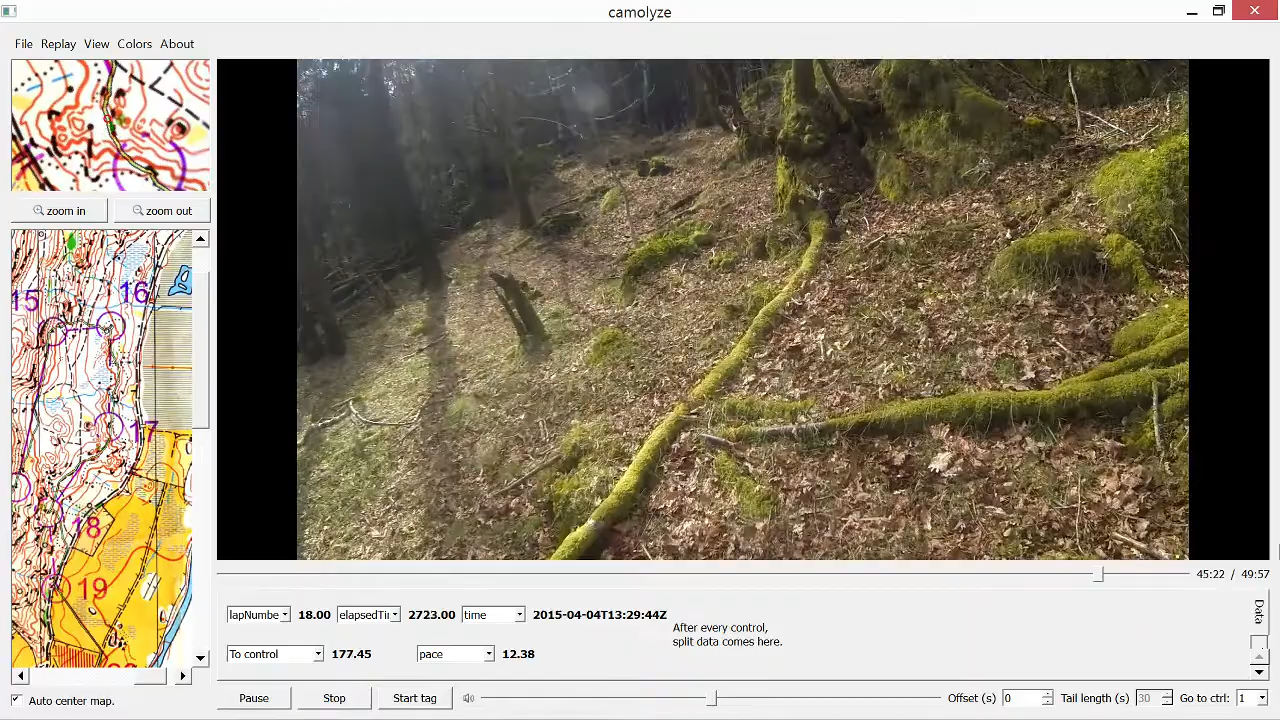 camolyze
File Replay View Colors About
zoom in zoom out
15
16
17
18
19
45:22 / 49:57
lapNumbe 18.00 elapsedTii 2723.00 time 2015-04-04T13:29:44Z
After every control,
split data comes here.
To control 177.45 pace 12.38
Data
Auto center map.
Pause Stop Start tag Offset (s) 0 Tail length (s) 30 Go to ctrl: 1